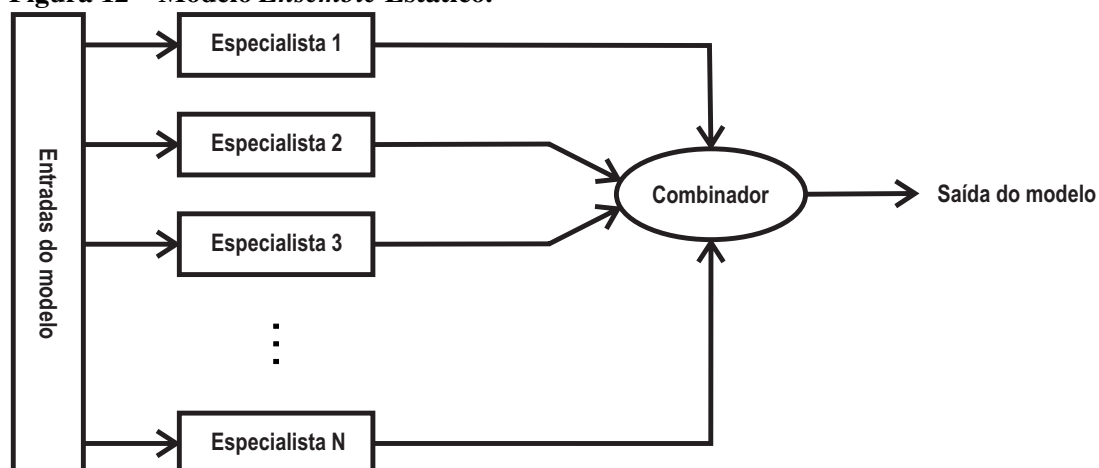 Figura 12 – Modelo Ensemble Estático.
Especialista 1
Especialista 2
Especialista 3
Especialista N
Entradas do modelo
Combinador
Saída do modelo